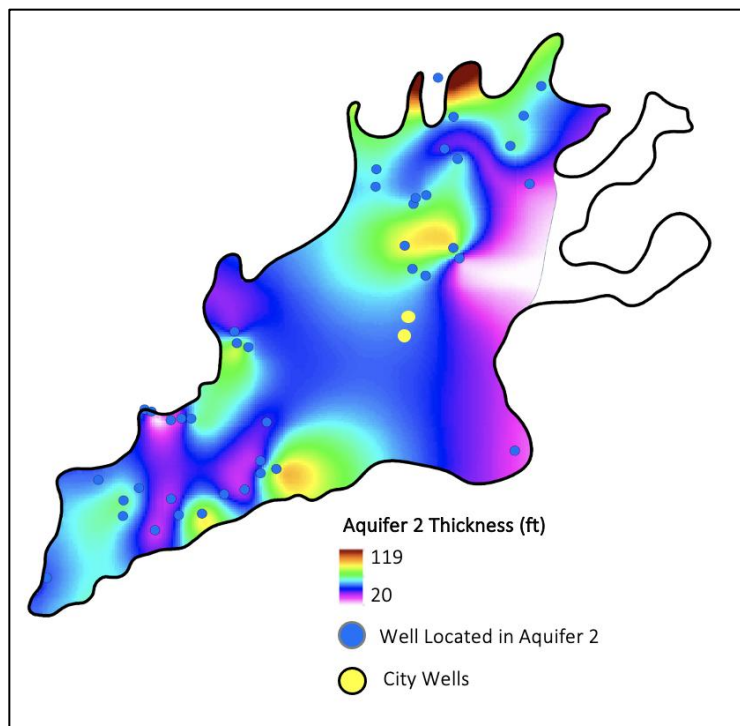 Aquifer 2 Thickness (ft)
119
20
Well Located in Aquifer 2
City Wells